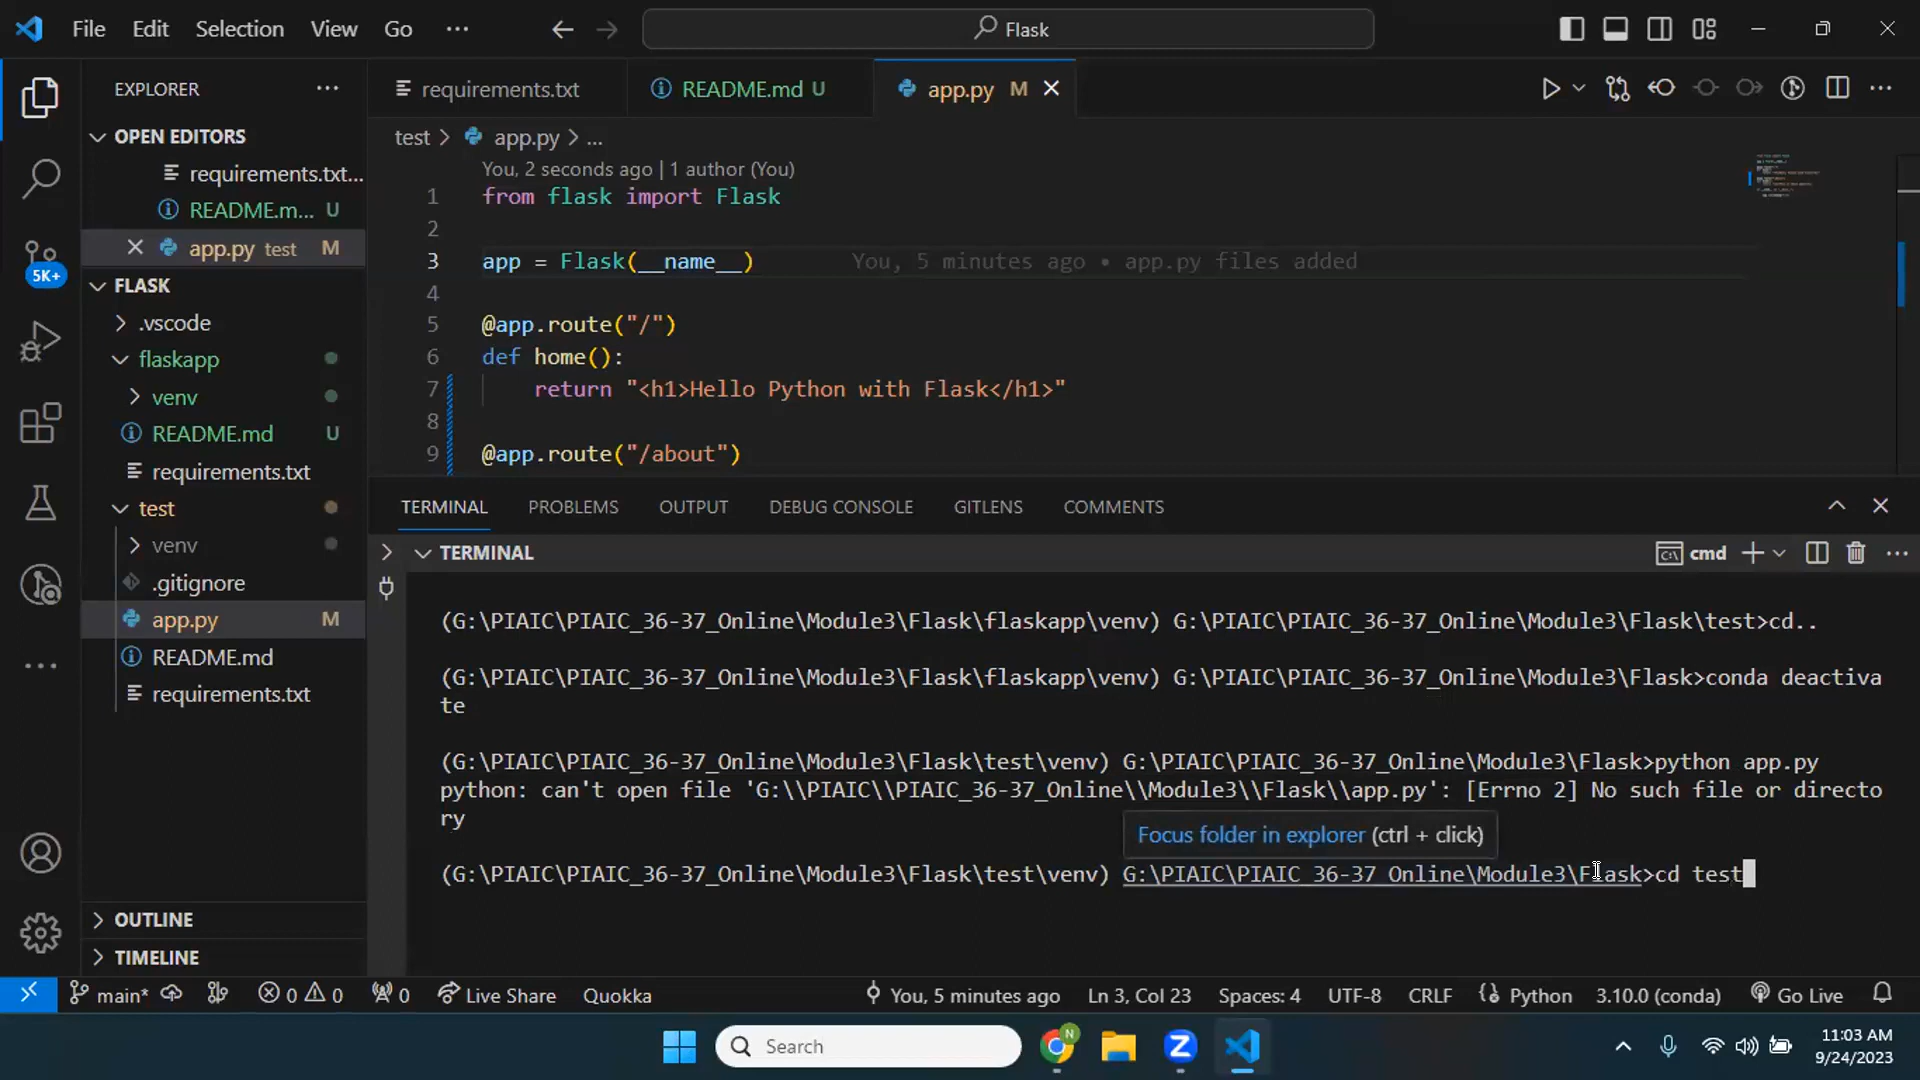 File Edit Selection View Go ... Flask
EXPLORER ...
OPEN EDITORS
requirements.txt...
README.m... U
app.py test M
FLASK
.vscode
flaskapp
venv
README.md U
requirements.txt
test
venv
.gitignore
app.py M
README.md
requirements.txt
OUTLINE
TIMELINE
5K+
requirements.txt README.md U app.py M
test > app.py > ...
You, 2 seconds ago | 1 author (You)
1 from flask import Flask
2
3 app = Flask(__name__) You, 5 minutes ago • app.py files added
4
5 @app.route("/")
6 def home():
7 return "<h1>Hello Python with Flask</h1>"
8
9 @app.route("/about")
TERMINAL PROBLEMS OUTPUT DEBUG CONSOLE GITLENS COMMENTS
TERMINAL cmd
(G:\PIAIC\PIAIC_36-37_Online\Module3\Flask\flaskapp\venv) G:\PIAIC\PIAIC_36-37_Online\Module3\Flask\test>cd..
(G:\PIAIC\PIAIC_36-37_Online\Module3\Flask\flaskapp\venv) G:\PIAIC\PIAIC_36-37_Online\Module3\Flask>conda deactiva
te
(G:\PIAIC\PIAIC_36-37_Online\Module3\Flask\test\venv) G:\PIAIC\PIAIC_36-37_Online\Module3\Flask>python app.py
python: can't open file 'G:\\PIAIC\\PIAIC_36-37_Online\\Module3\\Flask\\app.py': [Errno 2] No such file or directo
ry
Focus folder in explorer (ctrl + click)
(G:\PIAIC\PIAIC_36-37_Online\Module3\Flask\test\venv) G:\PIAIC\PIAIC_36-37_Online\Module3\Flask>cd test
main* 0 0 0 Live Share Quokka You, 5 minutes ago Ln 3, Col 23 Spaces: 4 UTF-8 CRLF Python 3.10.0 (conda) Go Live
Search
N
11:03 AM
9/24/2023